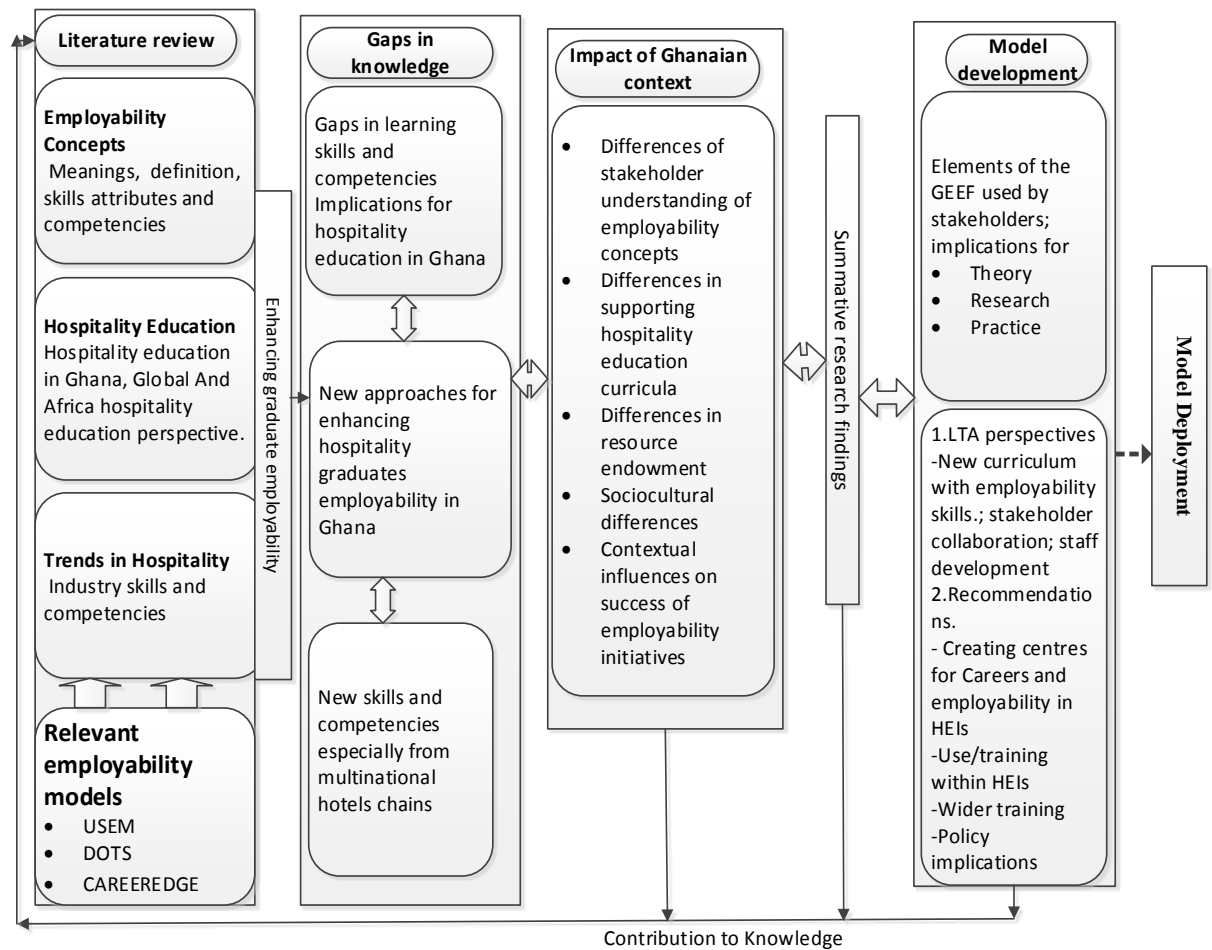 Literature review
Employability
Concepts
Meanings, definition,
skills attributes and
competencies
Hospitality Education
Hospitality education
in Ghana, Global And
Africa hospitality
education perspective.
Trends in Hospitality
Industry skills and
competencies
Relevant
employability
models
• USEM
• DOTS
• CAREEREDGE
Enhancing graduate employability
Gaps in
knowledge
Gaps in learning
skills and
competencies
Implications for
hospitality
education in Ghana
New approaches for
enhancing
hospitality
graduates
employability in
Ghana
New skills and
competencies
especially from
multinational
hotels chains
Impact of Ghanaian
context
• Differences of
stakeholder
understanding of
employability
concepts
• Differences in
supporting
hospitality
education
curricula
• Differences in
resource
endowment
• Sociocultural
differences
• Contextual
influences on
success of
employability
initiatives
Summative research findings
Model
development
Elements of the
GEEF used by
stakeholders;
implications for
• Theory
• Research
• Practice
1.LTA perspectives
-New curriculum
with employability
skills.; stakeholder
collaboration; staff
development
2.Recommendatio
ns.
- Creating centres
for Careers and
employability in
HEIs
-Use/training
within HEIs
-Wider training
-Policy
implications
Model Deployment
Contribution to Knowledge